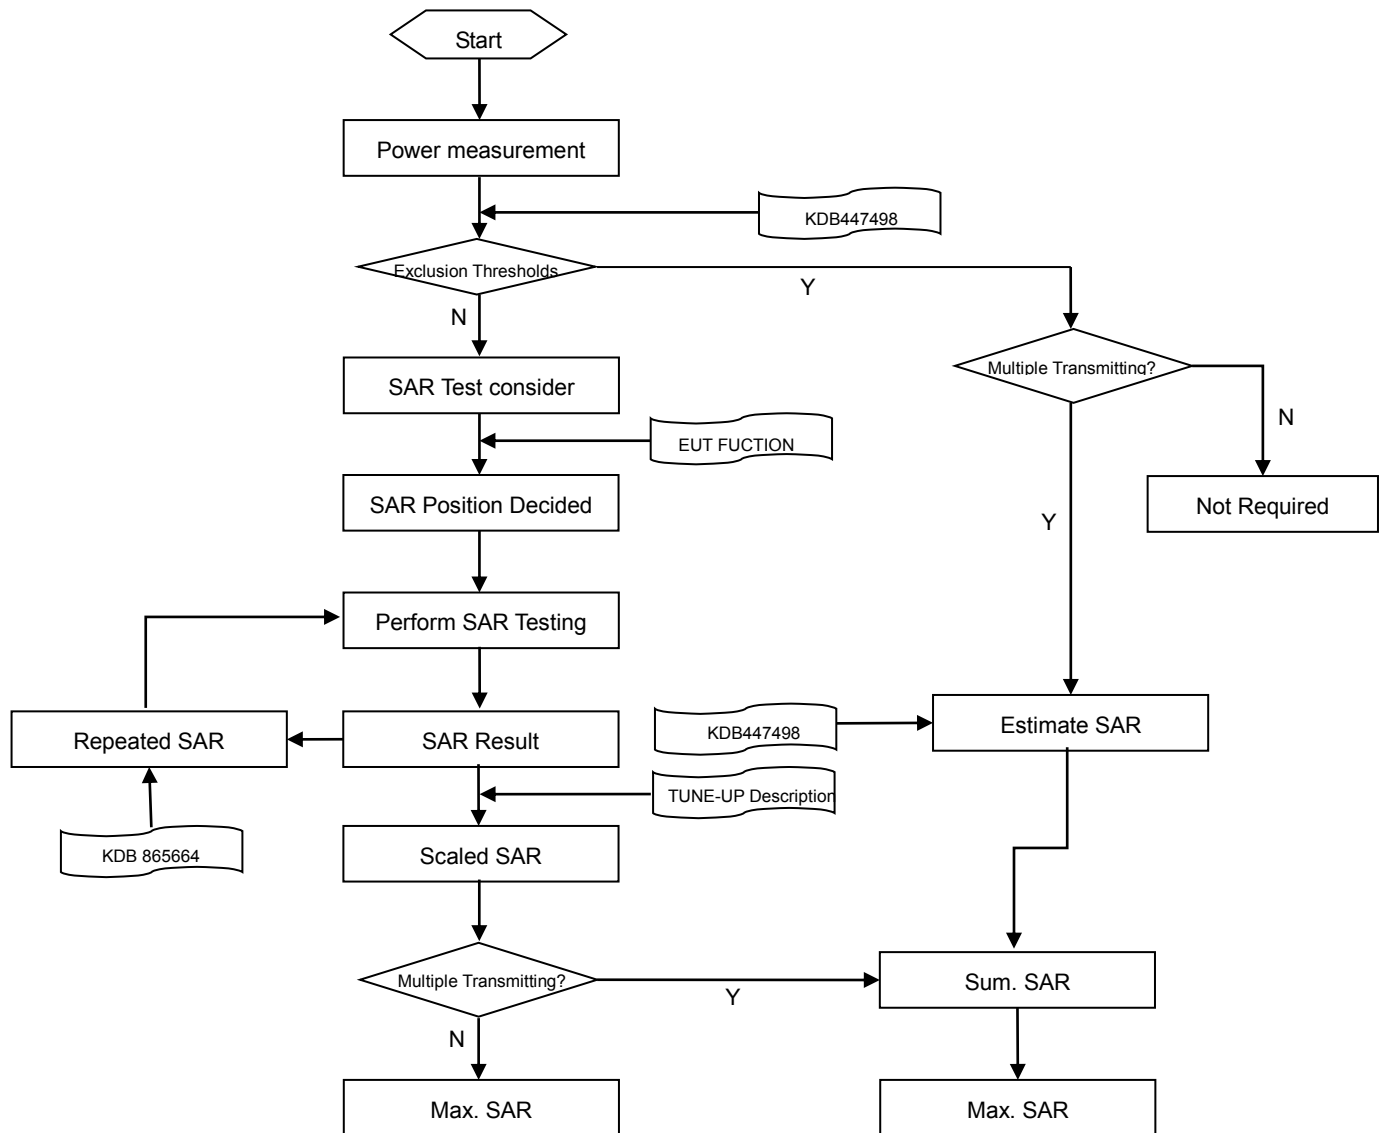 Start
Power measurement
KDB447498
Exclusion Thresholds
Y
N
Multiple Transmitting?
SAR Test consider
N
EUT FUCTION
SAR Position Decided
Not Required
Y
Perform SAR Testing
Repeated SAR
SAR Result
KDB447498
Estimate SAR
TUNE-UP Description
KDB 865664
Scaled SAR
Multiple Transmitting?
Y
Sum. SAR
N
Max. SAR
Max. SAR